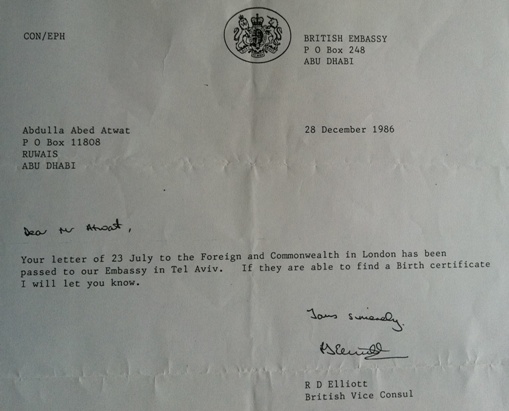 CON/EPH
BRITISH EMBASSY
P O Box 248
ABU DHABI
Abdulla Abed Atwat
P O Box 11808
RUWAIS
ABU DHABI
28 December 1986
Dear Mr Atwat,
Your letter of 23 July to the Foreign and Commonwealth in London has been
passed to our Embassy in Tel Aviv. If they are able to find a Birth certificate
I will let you know.
Yours sincerely,
R D Elliott
British Vice Consul